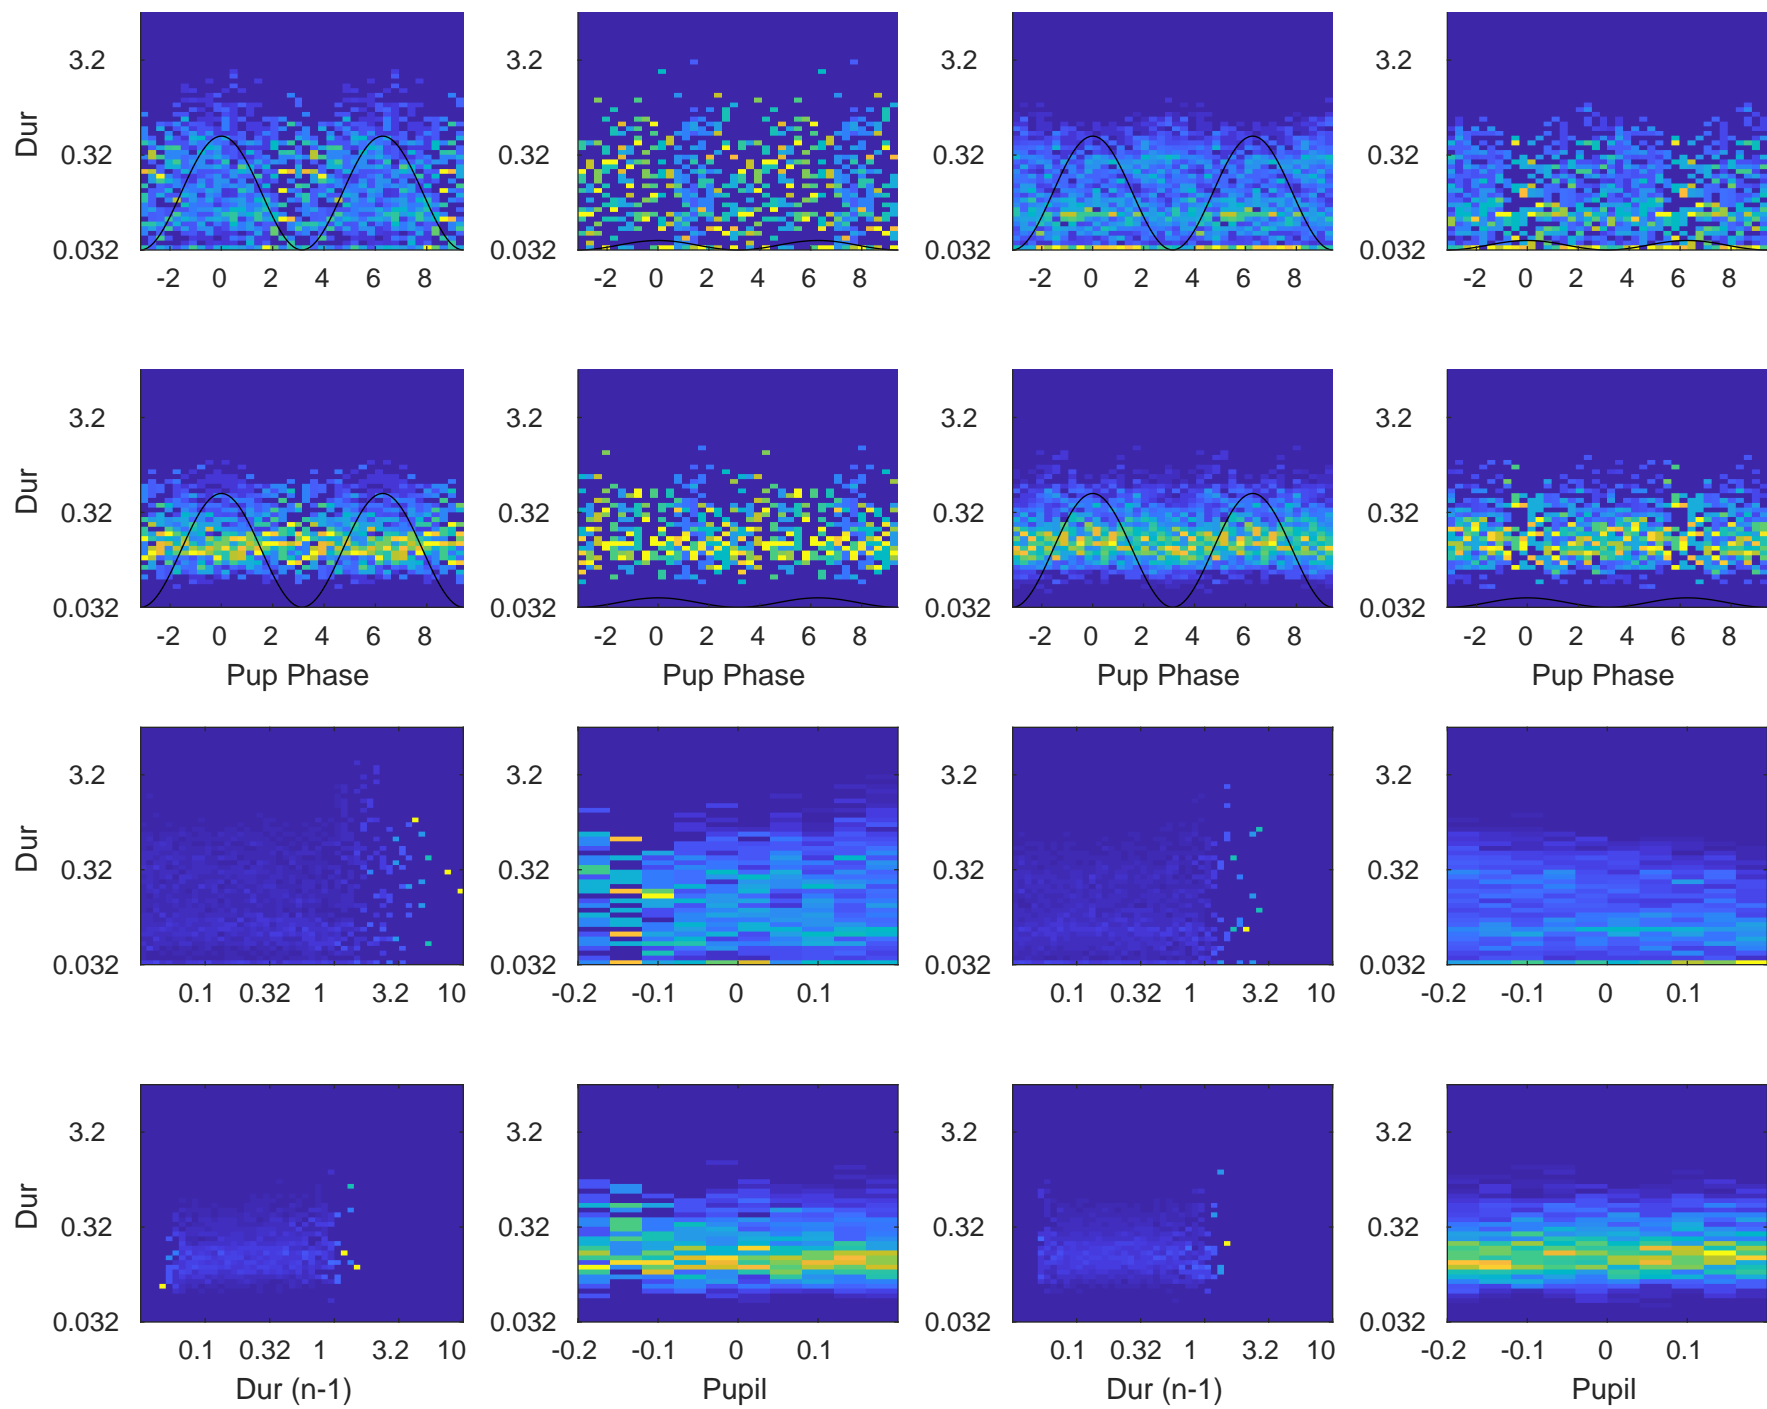 3.2 3.2 3.2 3.2
Dur
0.32 0.32 0.32 0.32
0.032 0.032 0.032 0.032
-2 0 2 4 6 8 -2 0 2 4 6 8 -2 0 2 4 6 8 -2 0 2 4 6 8
3.2 3.2 3.2 3.2
Dur
0.32 0.32 0.32 0.32
0.032 0.032 0.032 0.032
-2 0 2 4 6 8 -2 0 2 4 6 8 -2 0 2 4 6 8 -2 0 2 4 6 8
Pup Phase Pup Phase Pup Phase Pup Phase
3.2 3.2 3.2 3.2
Dur
0.32 0.32 0.32 0.32
0.032 0.032 0.032 0.032
0.1 0.32 1 3.2 10 -0.2 -0.1 0 0.1 0.1 0.32 1 3.2 10 -0.2 -0.1 0 0.1
3.2 3.2 3.2 3.2
Dur
0.32 0.32 0.32 0.32
0.032 0.032 0.032 0.032
0.1 0.32 1 3.2 10 -0.2 -0.1 0 0.1 0.1 0.32 1 3.2 10 -0.2 -0.1 0 0.1
Dur (n-1) Pupil Dur (n-1) Pupil